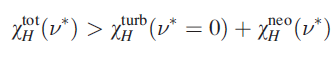 χ_H^tot(ν*) > χ_H^turb(ν* = 0) + χ_H^neo(ν*)